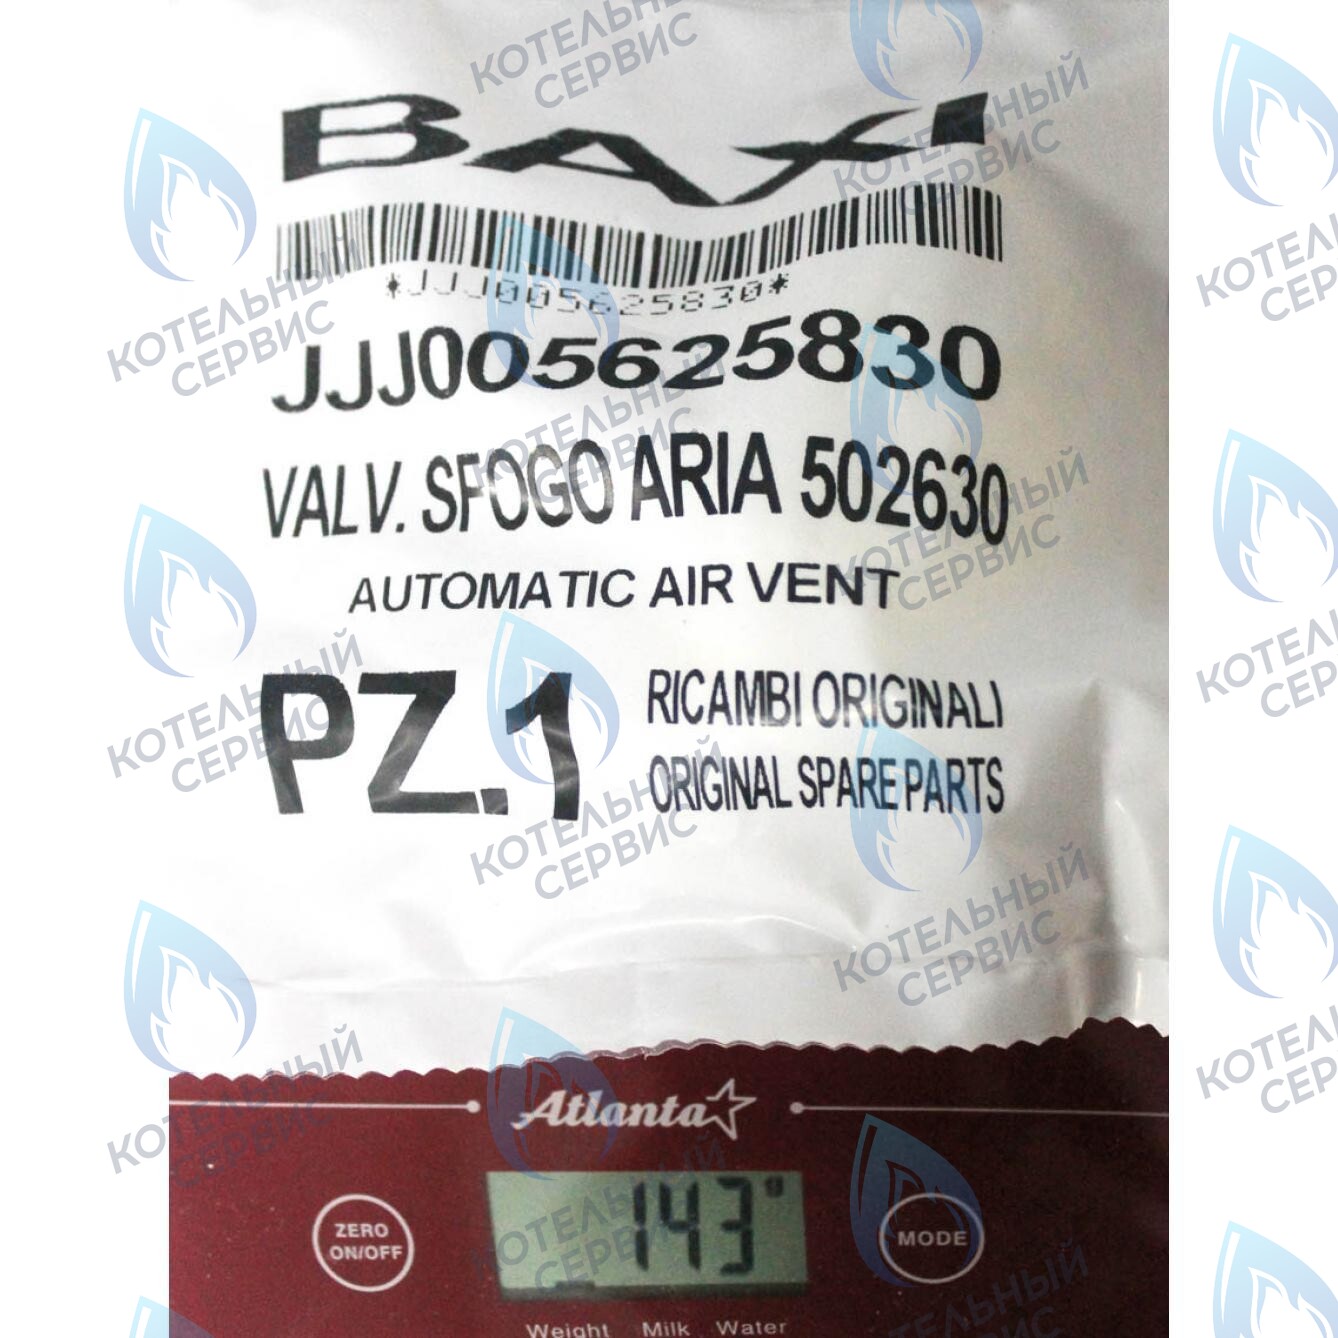 BAXI
*JJJ005625830*
JJJ005625830
VALV. SFOGO ARIA 502630
AUTOMATIC AIR VENT
PZ.1
RICAMBI ORIGINALI
ORIGINAL SPARE PARTS
Atlanta
ZERO
ON/OFF
143 g
MODE
Weight Milk Water
КОТЕЛЬНЫЙ
СЕРВИС